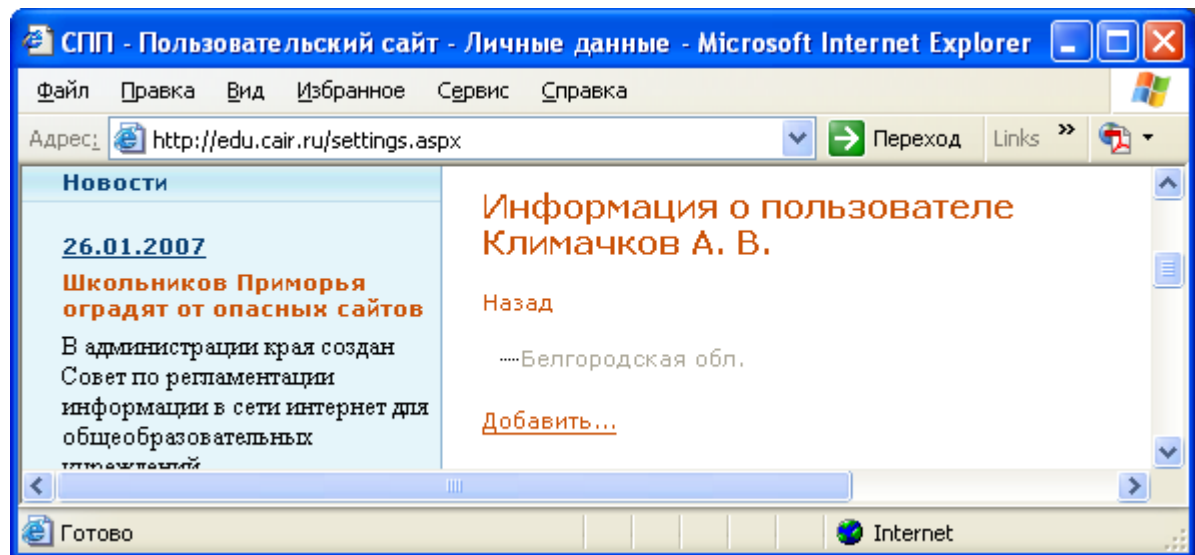 СПП - Пользовательский сайт - Личные данные - Microsoft Internet Explorer
Файл Правка Вид Избранное Сервис Справка
Адрес: http://edu.cair.ru/settings.aspx Переход Links »
Новости
26.01.2007
Школьников Приморья
оградят от опасных сайтов
В администрации края создан
Совет по регламентации
информации в сети интернет для
общеобразовательных
учреждений
Информация о пользователе
Климачков А. В.
Назад
Белгородская обл.
Добавить...
Готово Internet